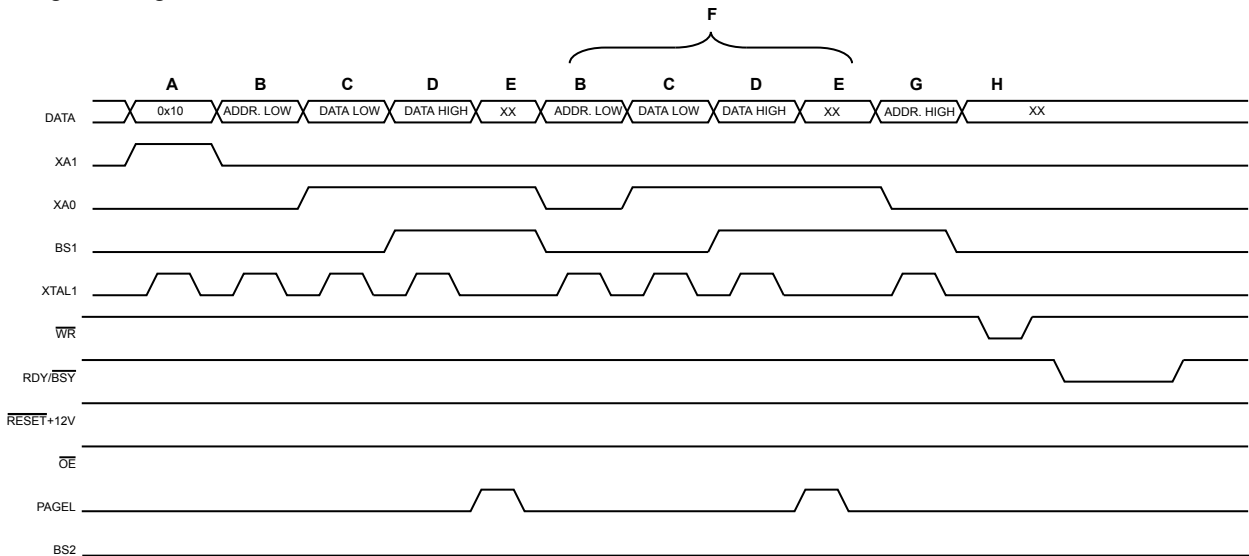 F
A B C D E B C D E G H
DATA 0x10 ADDR. LOW DATA LOW DATA HIGH XX ADDR. LOW DATA LOW DATA HIGH XX ADDR. HIGH XX
XA1
XA0
BS1
XTAL1
WR
RDY/BSY
RESET+12V
OE
PAGEL
BS2